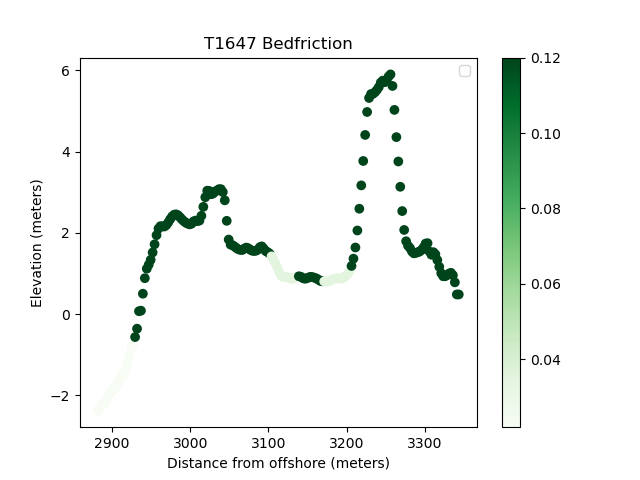 T1647 Bedfriction
6
4
2
0
−2
Elevation (meters)
2900 3000 3100 3200 3300
Distance from offshore (meters)
0.12
0.10
0.08
0.06
0.04